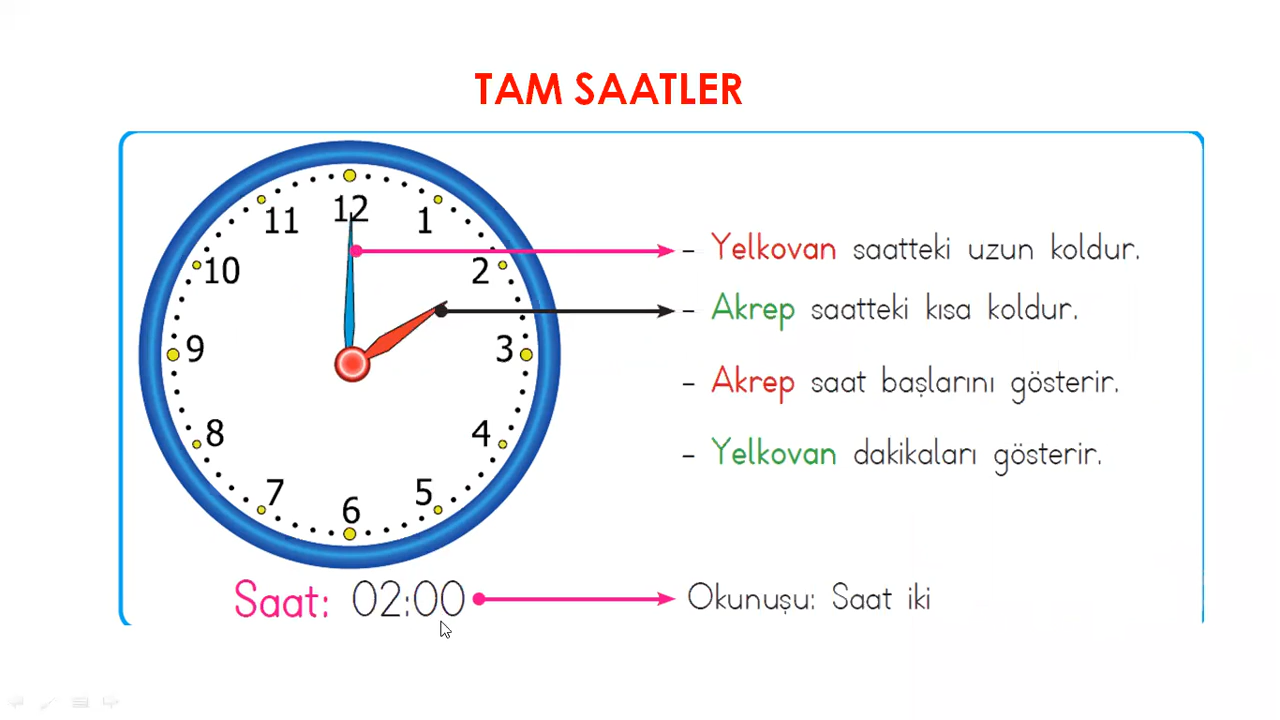 TAM SAATLER
12
1
2
3
4
5
6
7
8
9
10
11
- Yelkovan saatteki uzun koldur.
- Akrep saatteki kısa koldur.
- Akrep saat başlarını gösterir.
- Yelkovan dakikaları gösterir.
Saat: 02:00
Okunuşu: Saat iki